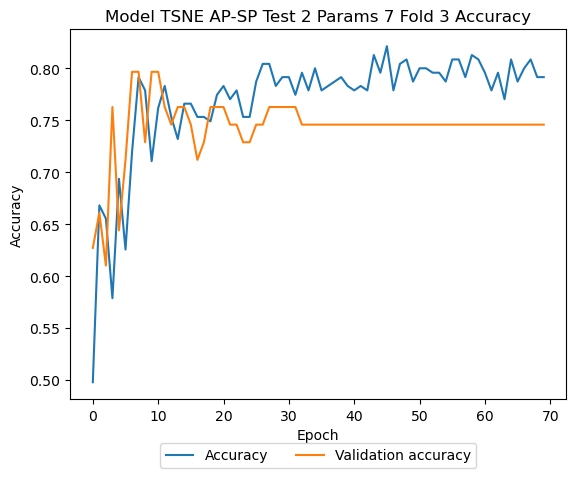 Model TSNE AP-SP Test 2 Params 7 Fold 3 Accuracy
0.80
0.75
0.70
0.65
0.60
0.55
0.50
Accuracy
0 10 20 30 40 50 60 70
Epoch
Accuracy Validation accuracy